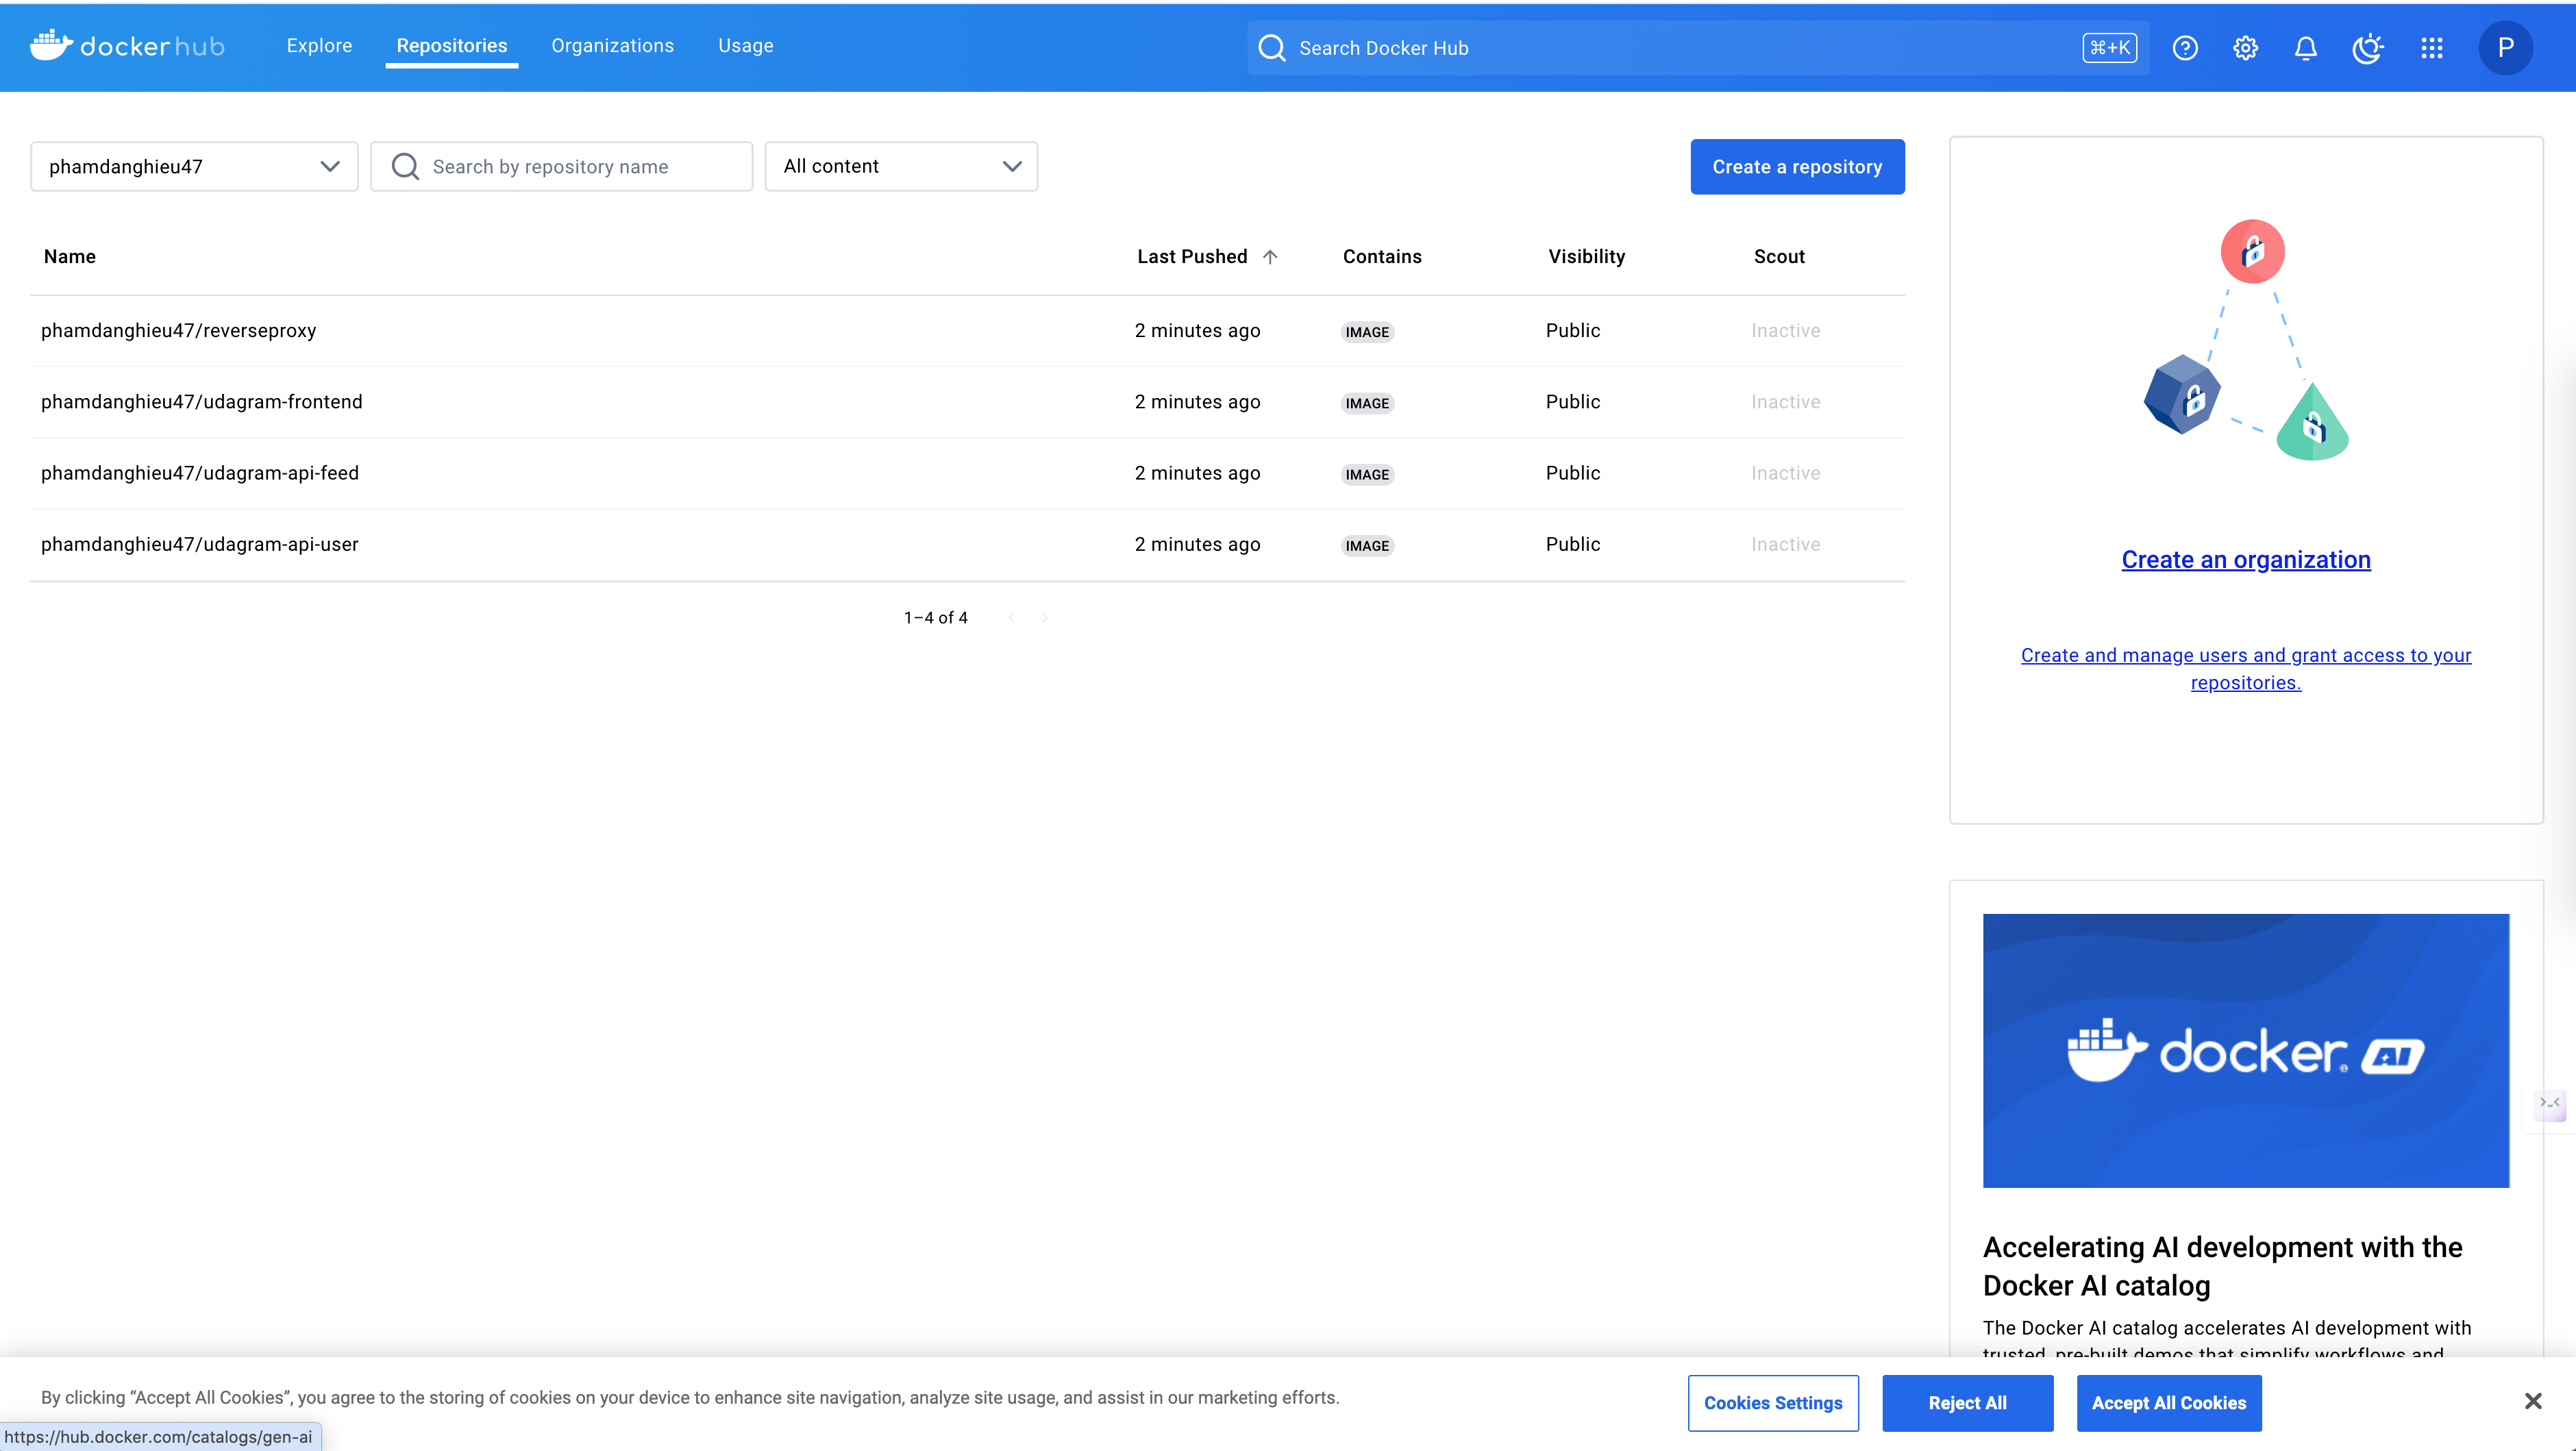 dockerhub
Explore
Repositories
Organizations
Usage
Search Docker Hub
⌘+K
P
phamdanghieu47
Search by repository name
All content
Create a repository
Name
Last Pushed
Contains
Visibility
Scout
phamdanghieu47/reverseproxy
2 minutes ago
IMAGE
Public
Inactive
phamdanghieu47/udagram-frontend
2 minutes ago
IMAGE
Public
Inactive
phamdanghieu47/udagram-api-feed
2 minutes ago
IMAGE
Public
Inactive
phamdanghieu47/udagram-api-user
2 minutes ago
IMAGE
Public
Inactive
1–4 of 4
Create an organization
Create and manage users and grant access to your
repositories.
docker AI
Accelerating AI development with the
Docker AI catalog
The Docker AI catalog accelerates AI development with
trusted, pre-built demos that simplify workflows and
By clicking “Accept All Cookies”, you agree to the storing of cookies on your device to enhance site navigation, analyze site usage, and assist in our marketing efforts.
Cookies Settings
Reject All
Accept All Cookies
https://hub.docker.com/catalogs/gen-ai